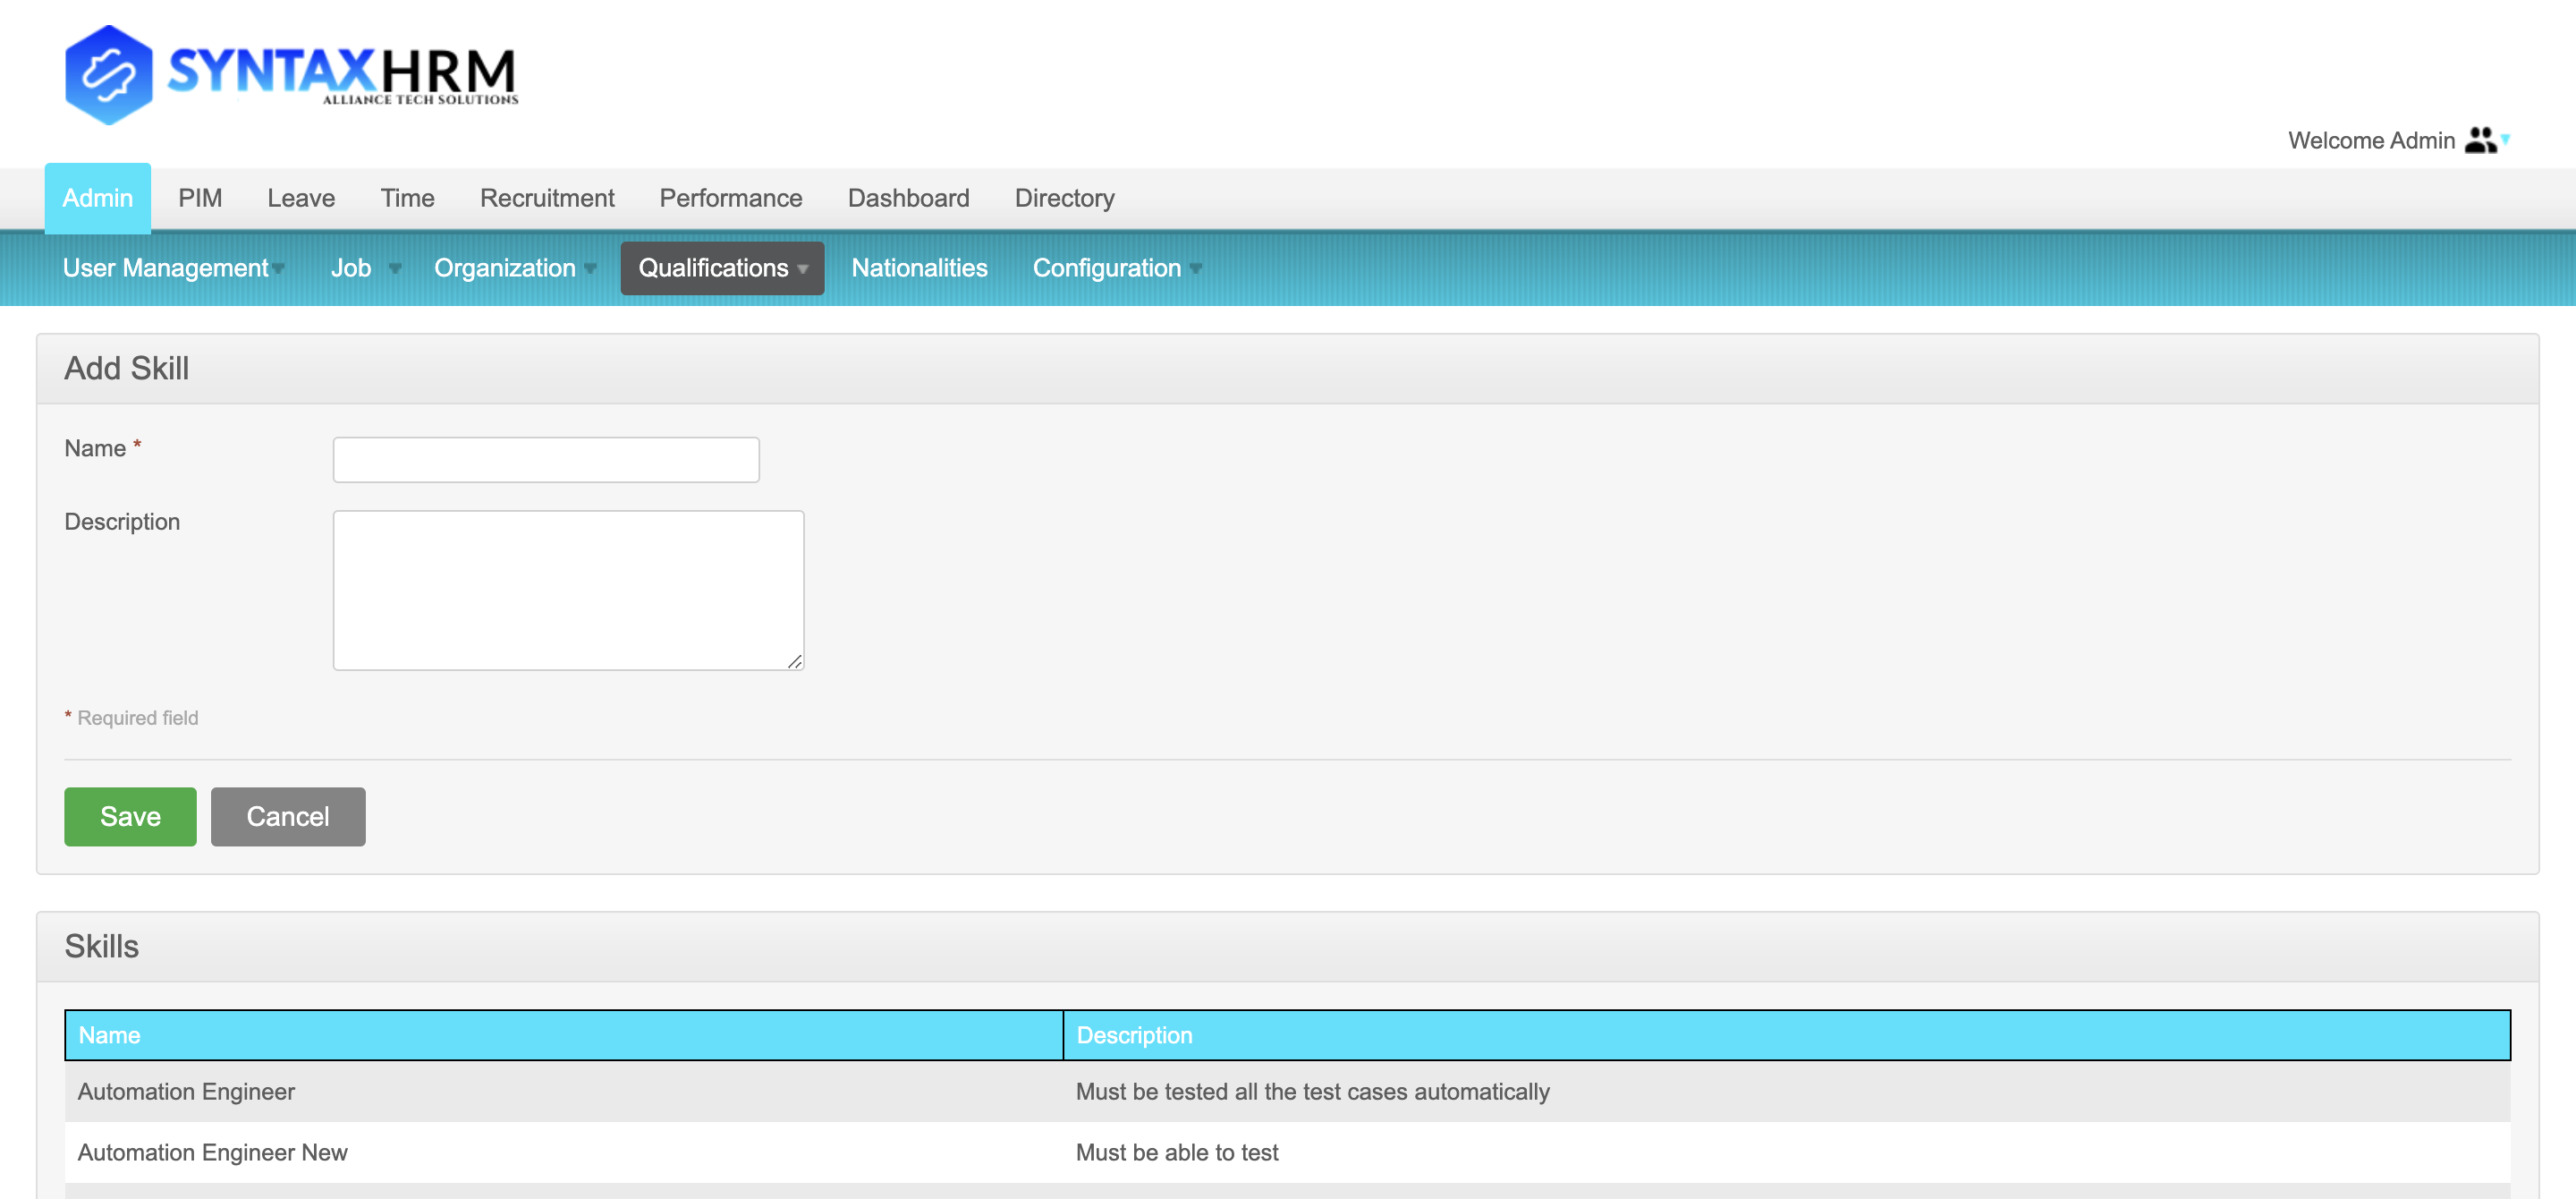 SYNTAXHRM
ALLIANCE TECH SOLUTIONS
Welcome Admin
Admin PIM Leave Time Recruitment Performance Dashboard Directory
User Management Job Organization Qualifications Nationalities Configuration
Add Skill
Name *
Description
* Required field
Save Cancel
Skills
Name Description
Automation Engineer Must be tested all the test cases automatically
Automation Engineer New Must be able to test